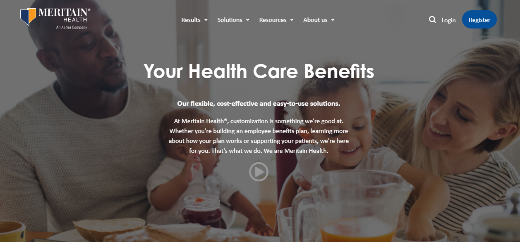 MERITAIN®
HEALTH
An Aetna Company
Results Solutions Resources About us Login Register
Your Health Care Benefits
Our flexible, cost-effective and easy-to-use solutions.
At Meritain Health®, customization is something we're good at.
Whether you're building an employee benefits plan, learning more
about how your plan works or supporting your patients, we're here
for you. That's what we do. We are Meritain Health.